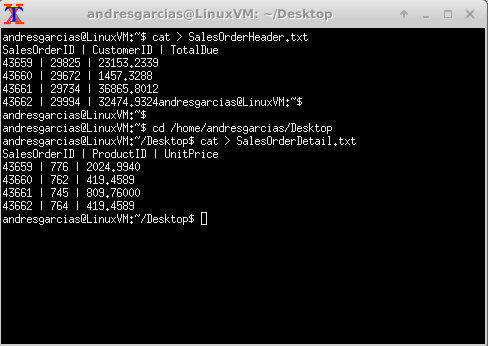 andresgarcias@LinuxVM: ~/Desktop
andresgarcias@LinuxVM:~$ cat > SalesOrderHeader.txt
SalesOrderID | CustomerID | TotalDue
43659 | 29825 | 23153.2339
43660 | 29672 | 1457.3288
43661 | 29734 | 36865.8012
43662 | 29994 | 32474.9324andresgarcias@LinuxVM:~$
andresgarcias@LinuxVM:~$
andresgarcias@LinuxVM:~$ cd /home/andresgarcias/Desktop
andresgarcias@LinuxVM:~/Desktop$ cat > SalesOrderDetail.txt
SalesOrderID | ProductID | UnitPrice
43659 | 776 | 2024.9940
43660 | 762 | 419.4589
43661 | 745 | 809.76000
43662 | 764 | 419.4589
andresgarcias@LinuxVM:~/Desktop$